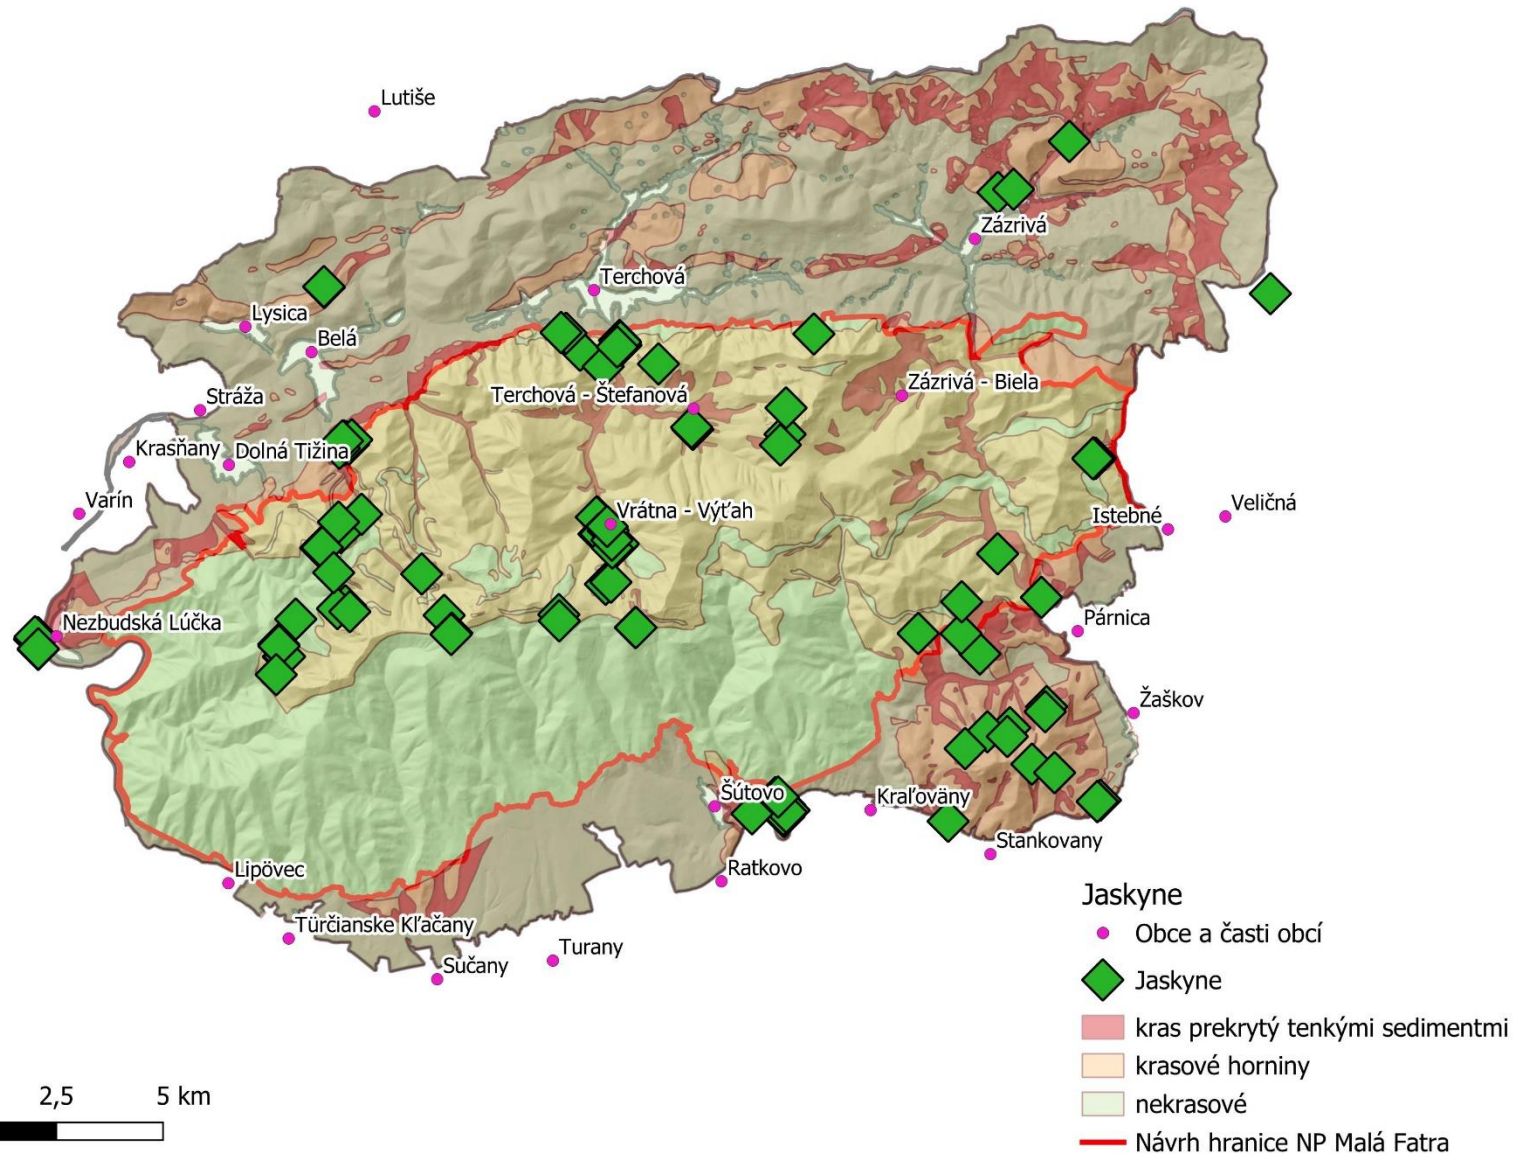 Lutiše
Zázrivá
Terchová
Lysica
Belá
Zázrivá - Biela
Terchová - Štefanová
Stráža
Krasňany
Dolná Tižina
Varín
Vrátna - Výťah
Veličná
Istebné
Nezbudská Lúčka
Párnica
Žaškov
Šútovo
Kraľoväny
Stankovany
Lipövec
Ratkovo
Türčianske Kľačany
Turany
Sučany
Jaskyne
Obce a časti obcí
Jaskyne
kras prekrytý tenkými sedimentmi
krasové horniny
nekrasové
Návrh hranice NP Malá Fatra
2,5 5 km